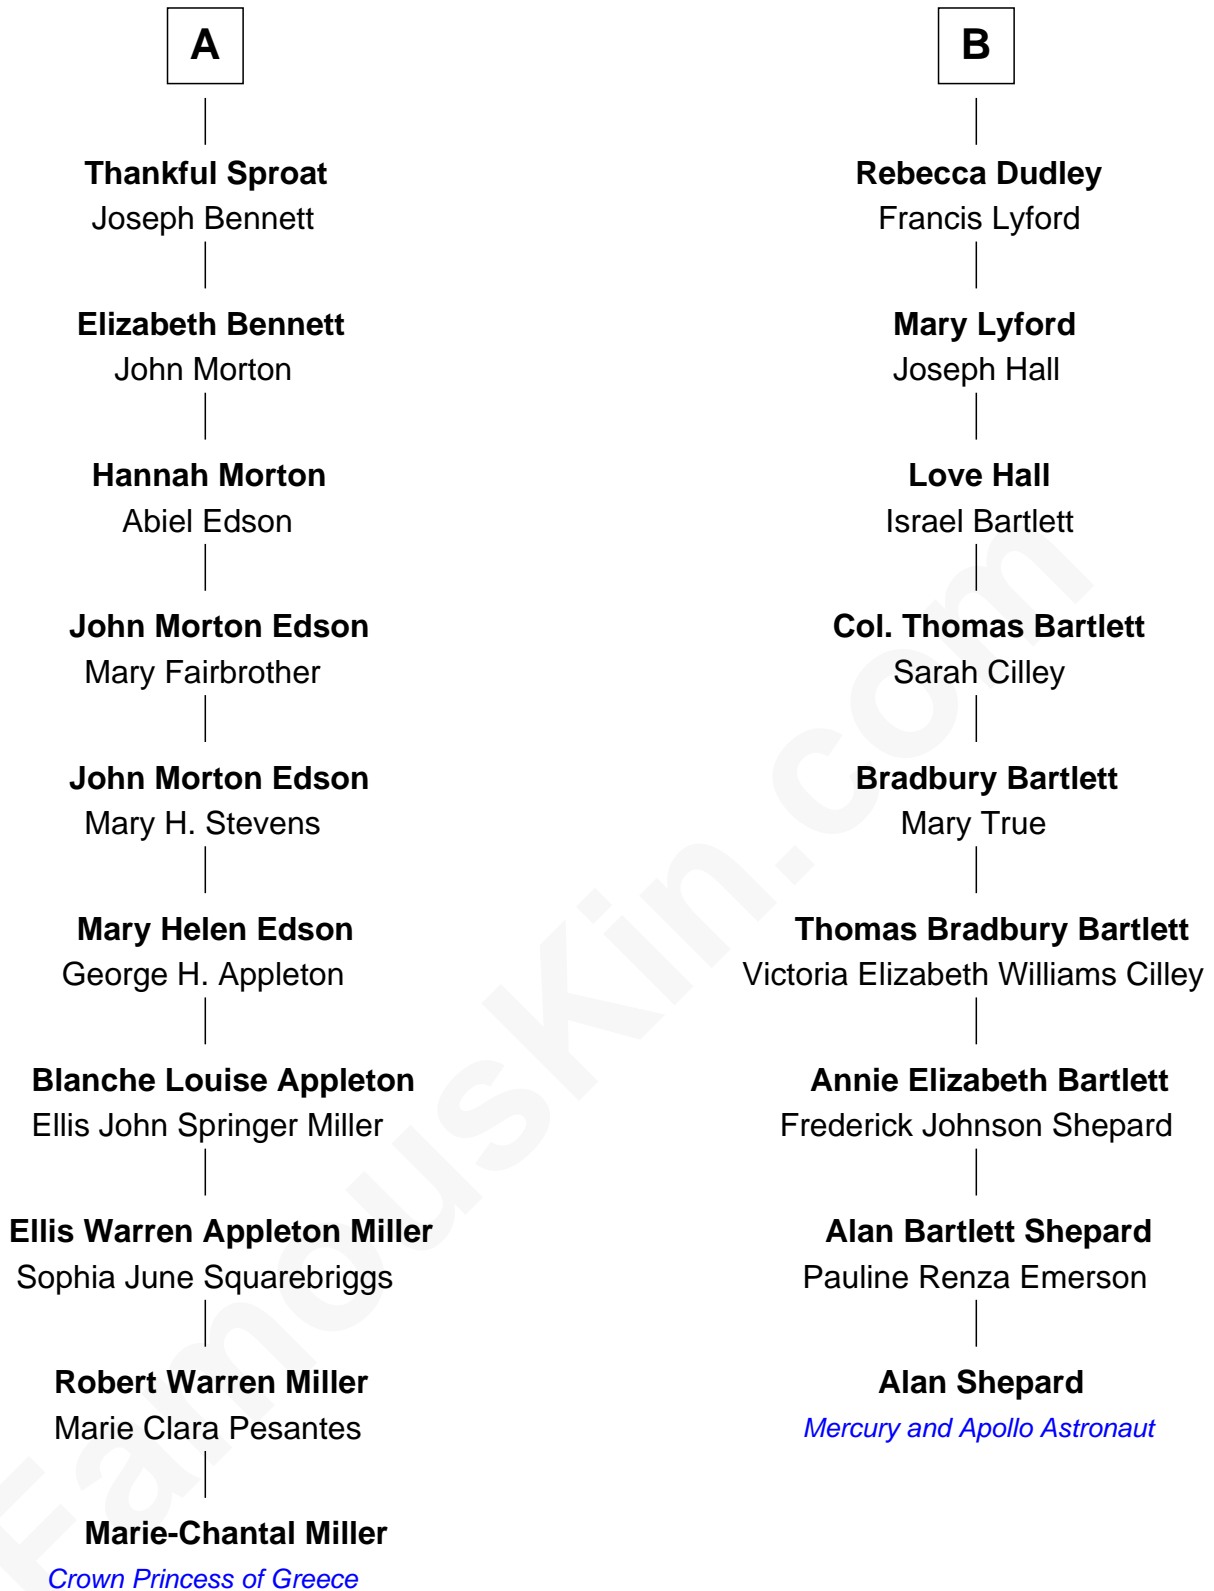 A
Thankful Sproat
Joseph Bennett
Elizabeth Bennett
John Morton
Hannah Morton
Abiel Edson
John Morton Edson
Mary Fairbrother
John Morton Edson
Mary H. Stevens
Mary Helen Edson
George H. Appleton
Blanche Louise Appleton
Ellis John Springer Miller
Ellis Warren Appleton Miller
Sophia June Squarebriggs
Robert Warren Miller
Marie Clara Pesantes
Marie-Chantal Miller
Crown Princess of Greece
B
Rebecca Dudley
Francis Lyford
Mary Lyford
Joseph Hall
Love Hall
Israel Bartlett
Col. Thomas Bartlett
Sarah Cilley
Bradbury Bartlett
Mary True
Thomas Bradbury Bartlett
Victoria Elizabeth Williams Cilley
Annie Elizabeth Bartlett
Frederick Johnson Shepard
Alan Bartlett Shepard
Pauline Renza Emerson
Alan Shepard
Mercury and Apollo Astronaut
FamousKin.com